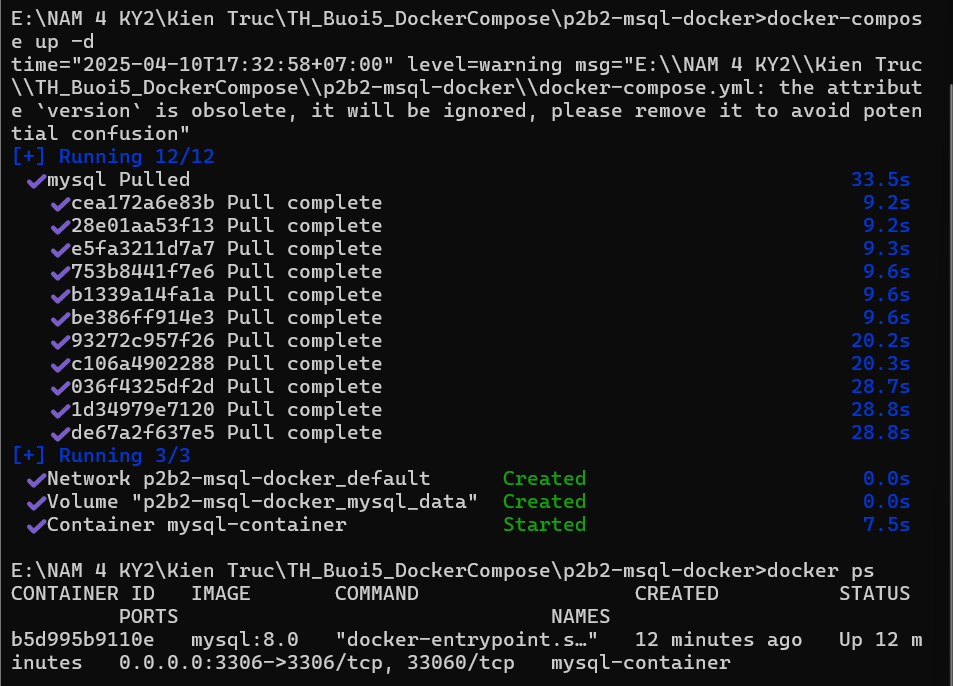 E:\NAM 4 KY2\Kien Truc\TH_Buoi5_DockerCompose\p2b2-msql-docker>docker-compos
e up -d
time="2025-04-10T17:32:58+07:00" level=warning msg="E:\\NAM 4 KY2\\Kien Truc
\\TH_Buoi5_DockerCompose\\p2b2-msql-docker\\docker-compose.yml: the attribut
e `version` is obsolete, it will be ignored, please remove it to avoid poten
tial confusion"
[+] Running 12/12
✔mysql Pulled 33.5s
✔cea172a6e83b Pull complete 9.2s
✔28e01aa53f13 Pull complete 9.2s
✔e5fa3211d7a7 Pull complete 9.3s
✔753b8441f7e6 Pull complete 9.6s
✔b1339a14fa1a Pull complete 9.6s
✔be386ff914e3 Pull complete 9.6s
✔93272c957f26 Pull complete 20.2s
✔c106a4902288 Pull complete 20.3s
✔036f4325df2d Pull complete 28.7s
✔1d34979e7120 Pull complete 28.8s
✔de67a2f637e5 Pull complete 28.8s
[+] Running 3/3
✔Network p2b2-msql-docker_default Created 0.0s
✔Volume "p2b2-msql-docker_mysql_data" Created 0.0s
✔Container mysql-container Started 7.5s
E:\NAM 4 KY2\Kien Truc\TH_Buoi5_DockerCompose\p2b2-msql-docker>docker ps
CONTAINER ID IMAGE COMMAND CREATED STATUS
PORTS NAMES
b5d995b9110e mysql:8.0 "docker-entrypoint.s…" 12 minutes ago Up 12 m
inutes 0.0.0.0:3306->3306/tcp, 33060/tcp mysql-container